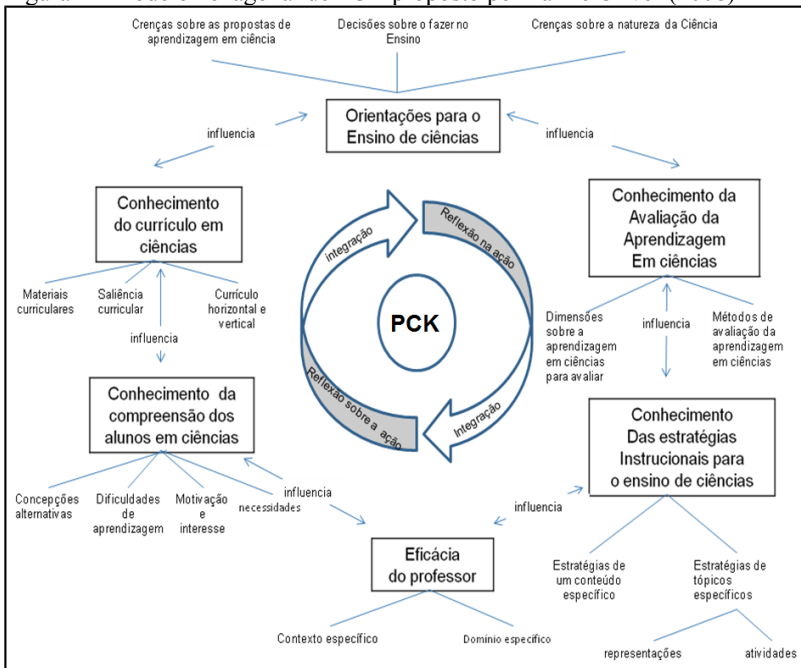 Crenças sobre as propostas de
aprendizagem em ciência
Decisões sobre o fazer no
Ensino
Crenças sobre a natureza da Ciência
Orientações para o
Ensino de ciências
influencia
influencia
Conhecimento
do currículo em
ciências
Conhecimento da
Avaliação da
Aprendizagem
Em ciências
integração
Reflexão na ação
PCK
Reflexão sobre a ação
Integração
Materiais
curriculares
Saliência
curricular
Currículo
horizontal e
vertical
influencia
Dimensões
sobre a
aprendizagem
em ciências
para avaliar
influencia
Métodos de
avaliação da
aprendizagem
em ciências
Conhecimento da
compreensão dos
alunos em ciências
Conhecimento
Das estratégias
Instrucionais para
o ensino de ciências
Concepções
alternativas
Dificuldades
de
aprendizagem
Motivação
e
interesse
necessidades
influencia
influencia
Eficácia
do professor
Estratégias de
um conteúdo
específico
Estratégias de
tópicos
específicos
Contexto específico
Domínio específico
representações
atividades